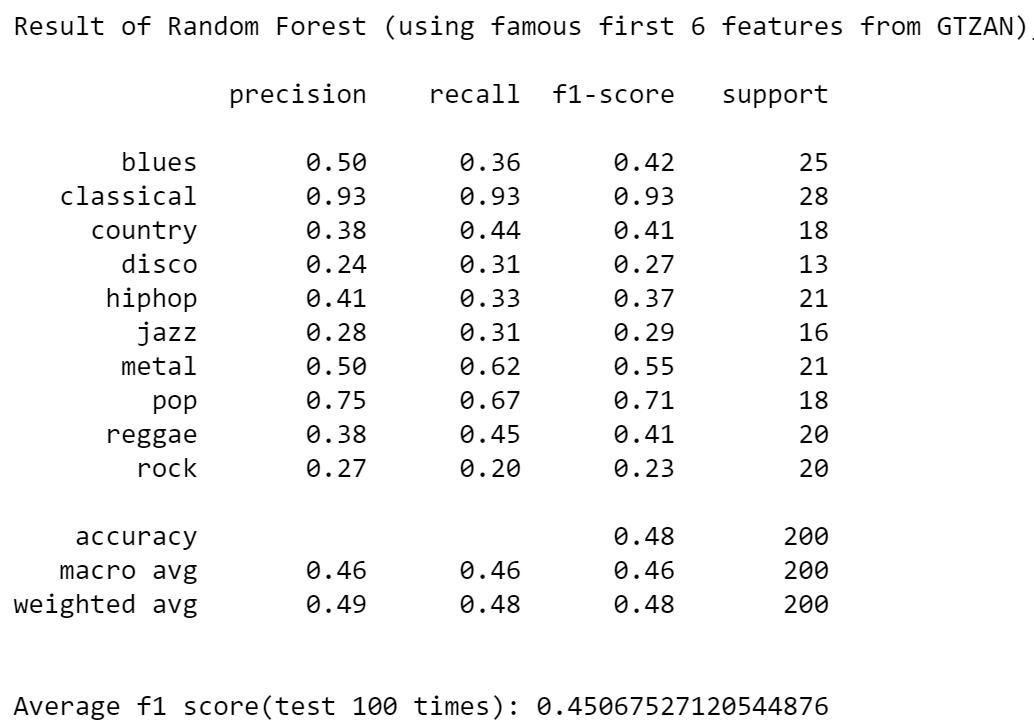 Result of Random Forest (using famous first 6 features from GTZAN),
precision recall f1-score support
blues 0.50 0.36 0.42 25
classical 0.93 0.93 0.93 28
country 0.38 0.44 0.41 18
disco 0.24 0.31 0.27 13
hiphop 0.41 0.33 0.37 21
jazz 0.28 0.31 0.29 16
metal 0.50 0.62 0.55 21
pop 0.75 0.67 0.71 18
reggae 0.38 0.45 0.41 20
rock 0.27 0.20 0.23 20
accuracy 0.48 200
macro avg 0.46 0.46 0.46 200
weighted avg 0.49 0.48 0.48 200
Average f1 score(test 100 times): 0.45067527120544876